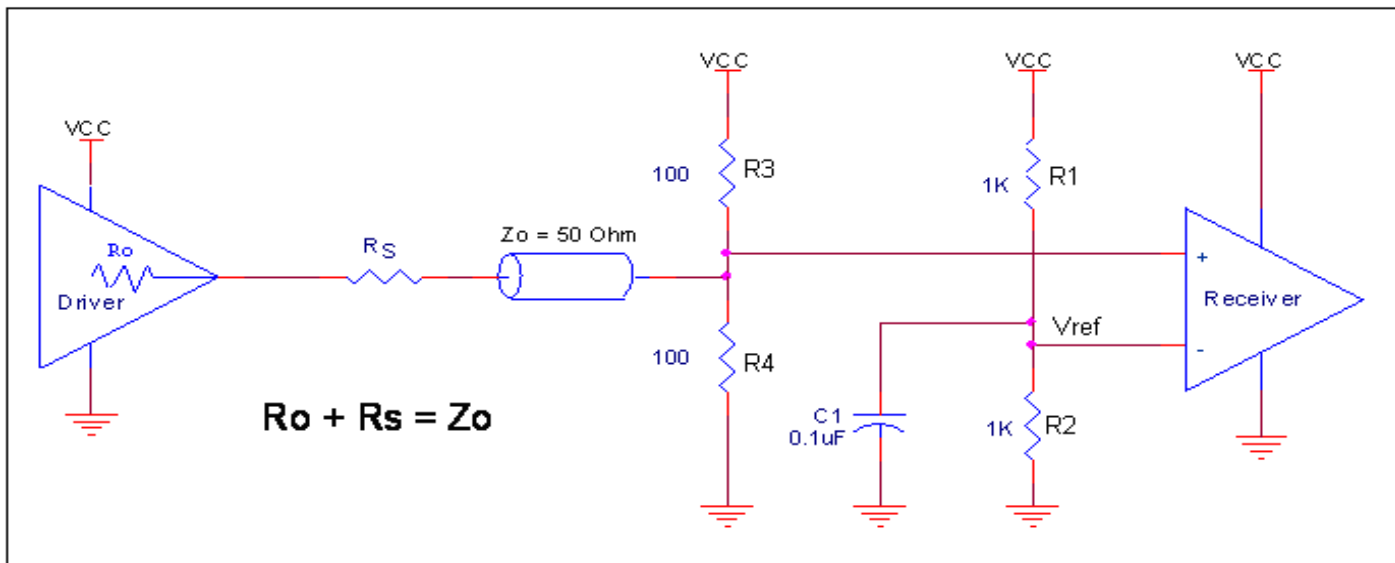 VCC
VCC
VCC
VCC
R3
100
R1
1K
Ro
Driver
RS
Zo = 50 Ohm
+
Receiver
Vref
-
100
R4
Ro + Rs = Zo
C1
0.1uF
1K
R2